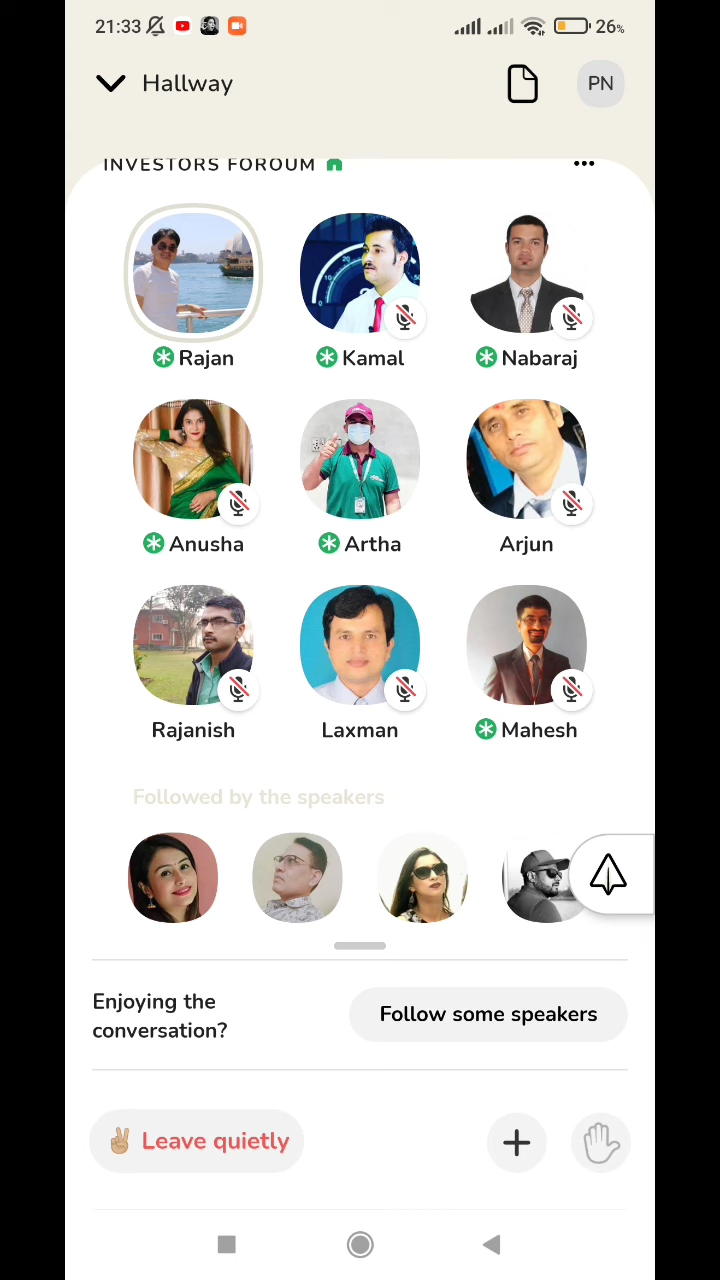 21:33 26%
Hallway PN
INVESTORS FOROUM
Rajan Kamal Nabaraj
Anusha Artha Arjun
Rajanish Laxman Mahesh
Followed by the speakers
Enjoying the
conversation?
Follow some speakers
Leave quietly